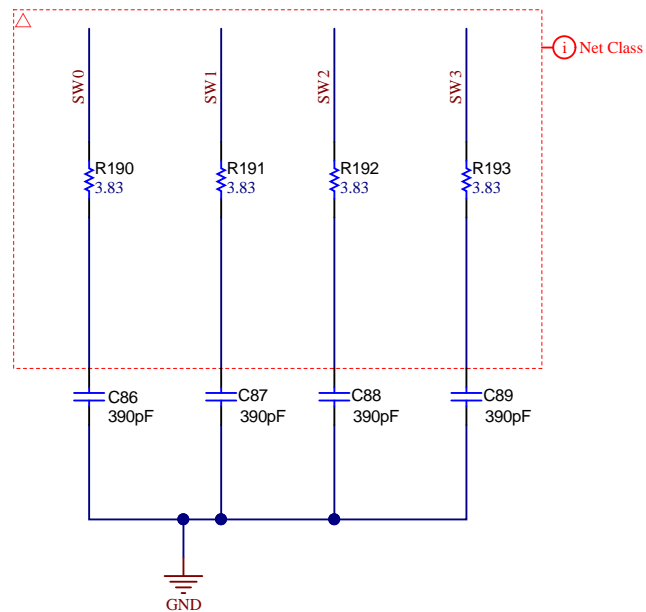 i Net Class
SW0
SW1
SW2
SW3
R190
3.83
R191
3.83
R192
3.83
R193
3.83
C86
390pF
C87
390pF
C88
390pF
C89
390pF
GND